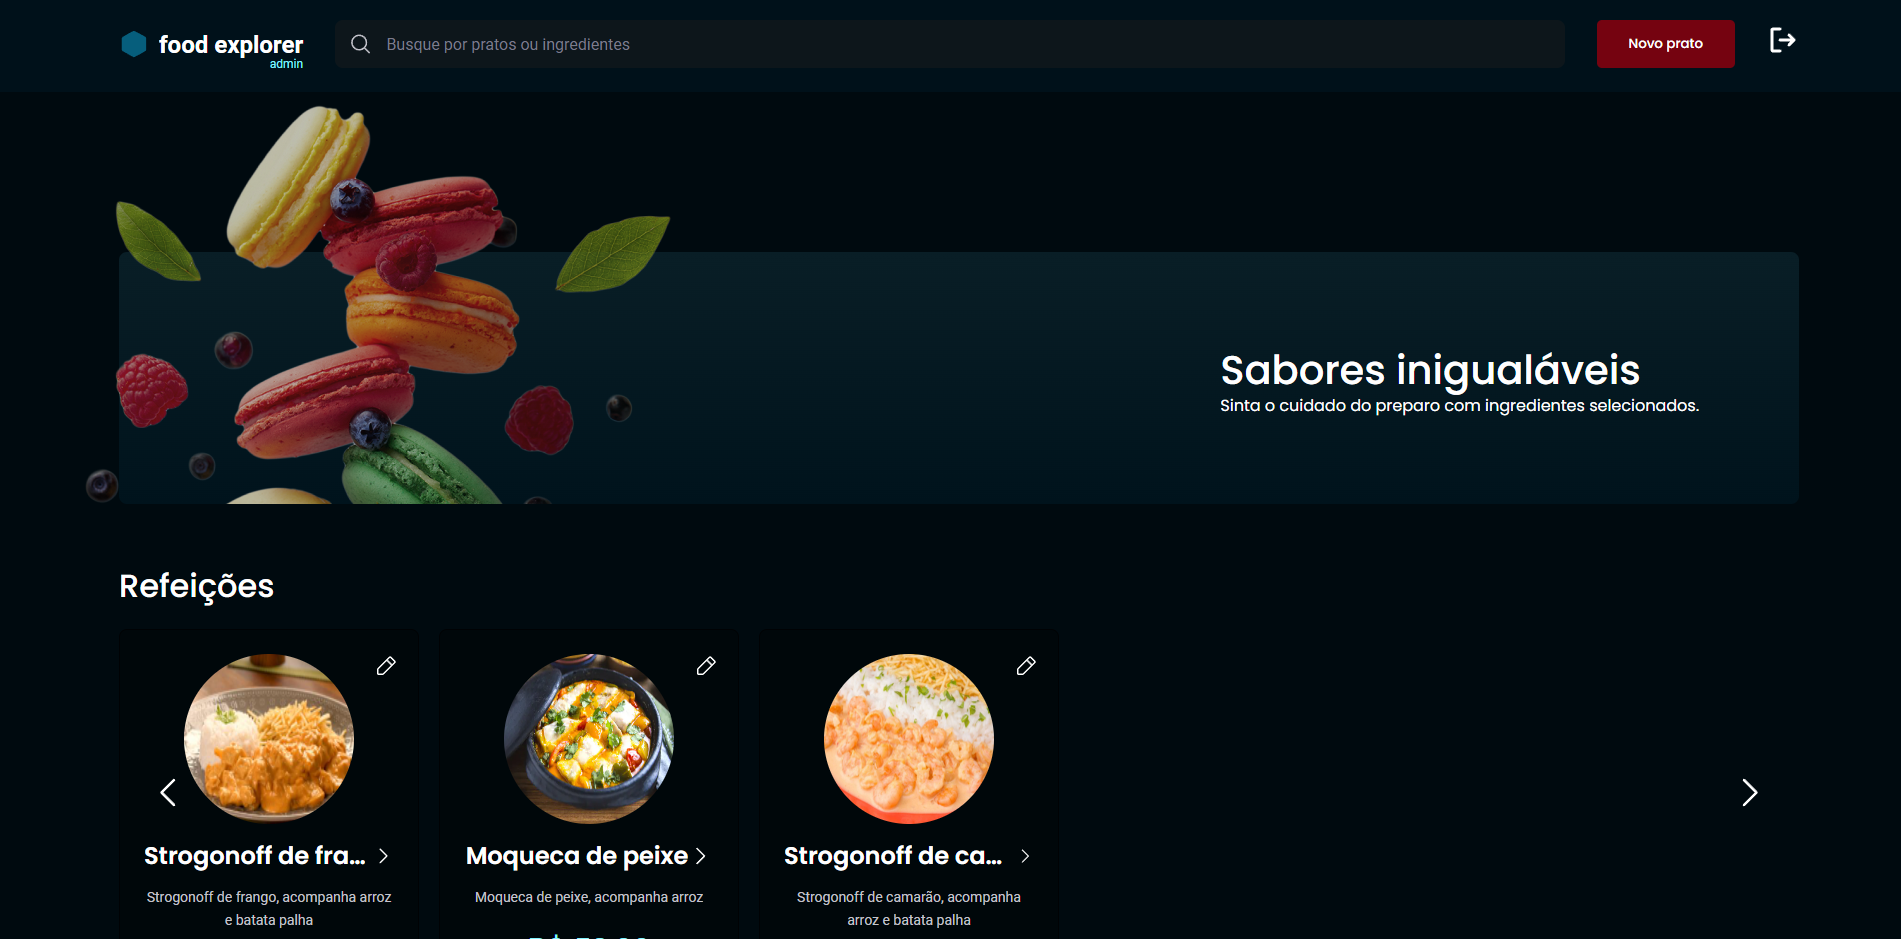 food explorer
admin
Busque por pratos ou ingredientes
Novo prato
Sabores inigualáveis
Sinta o cuidado do preparo com ingredientes selecionados.
Refeições
Strogonoff de fra...
Moqueca de peixe
Strogonoff de ca...
Strogonoff de frango, acompanha arroz
e batata palha
Moqueca de peixe, acompanha arroz
Strogonoff de camarão, acompanha
arroz e batata palha